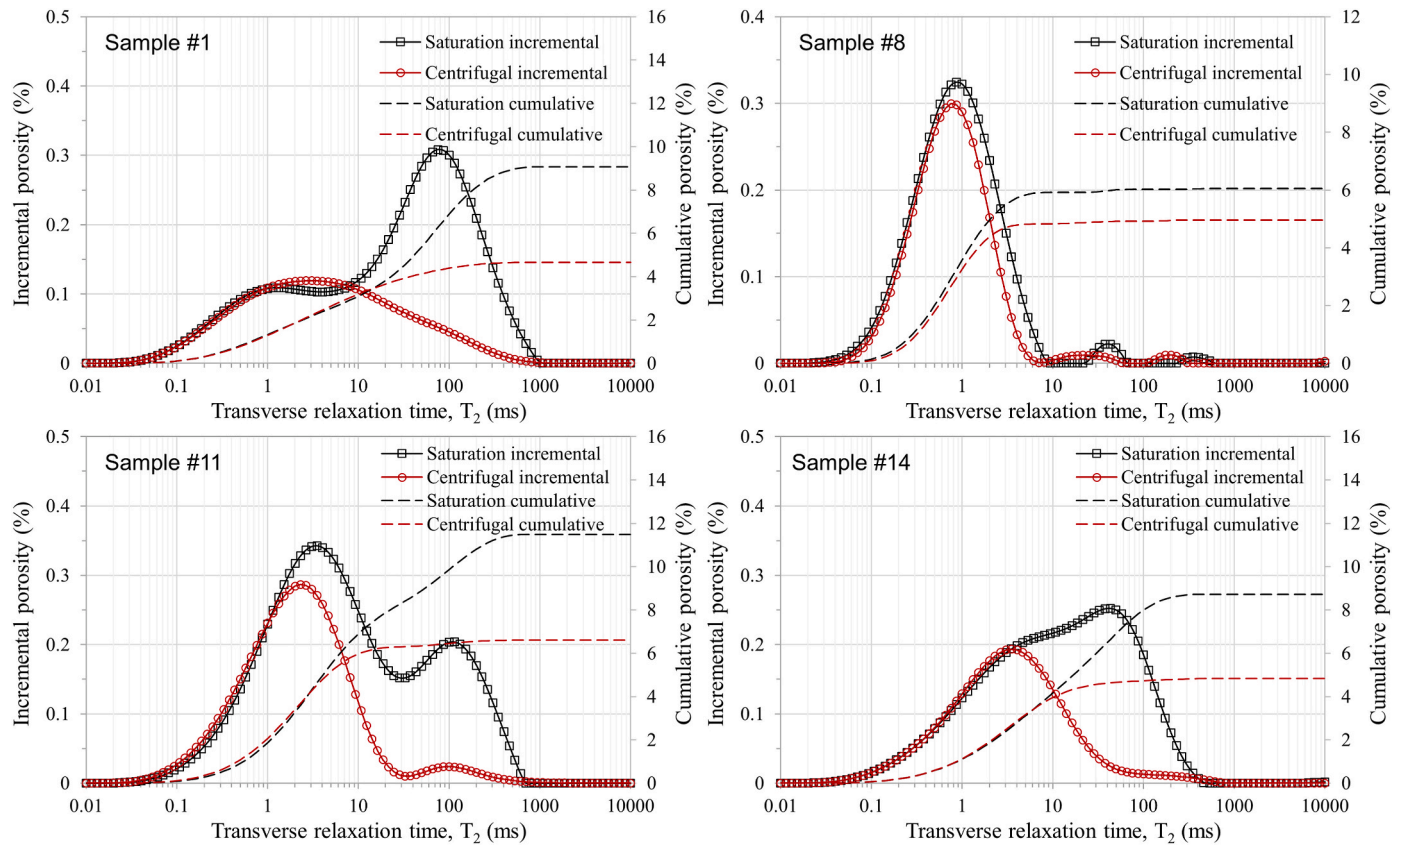 Sample #1
Saturation incremental
Centrifugal incremental
Saturation cumulative
Centrifugal cumulative
Incremental porosity (%)
0.5
0.4
0.3
0.2
0.1
0
16
14
12
10
8
6
4
2
0
Cumulative porosity (%)
0.01 0.1 1 10 100 1000 10000
Transverse relaxation time, T2 (ms)
Sample #8
Saturation incremental
Centrifugal incremental
Saturation cumulative
Centrifugal cumulative
Incremental porosity (%)
0.4
0.3
0.2
0.1
0
12
10
8
6
4
2
0
Cumulative porosity (%)
0.01 0.1 1 10 100 1000 10000
Transverse relaxation time, T2 (ms)
Sample #11
Saturation incremental
Centrifugal incremental
Saturation cumulative
Centrifugal cumulative
Incremental porosity (%)
0.5
0.4
0.3
0.2
0.1
0
16
14
12
10
8
6
4
2
0
Cumulative porosity (%)
0.01 0.1 1 10 100 1000 10000
Transverse relaxation time, T2 (ms)
Sample #14
Saturation incremental
Centrifugal incremental
Saturation cumulative
Centrifugal cumulative
Incremental porosity (%)
0.5
0.4
0.3
0.2
0.1
0
16
14
12
10
8
6
4
2
0
Cumulative porosity (%)
0.01 0.1 1 10 100 1000 10000
Transverse relaxation time, T2 (ms)